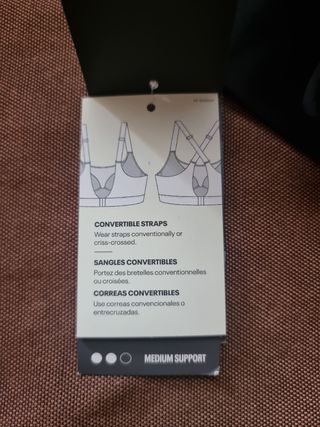 CONVERTIBLE STRAPS
Wear straps conventionally or
criss-crossed.
SANGLES CONVERTIBLES
Portez des bretelles conventionnelles
ou croisées.
CORREAS CONVERTIBLES
Use correas convencionales o
entrecruzadas.
MEDIUM SUPPORT